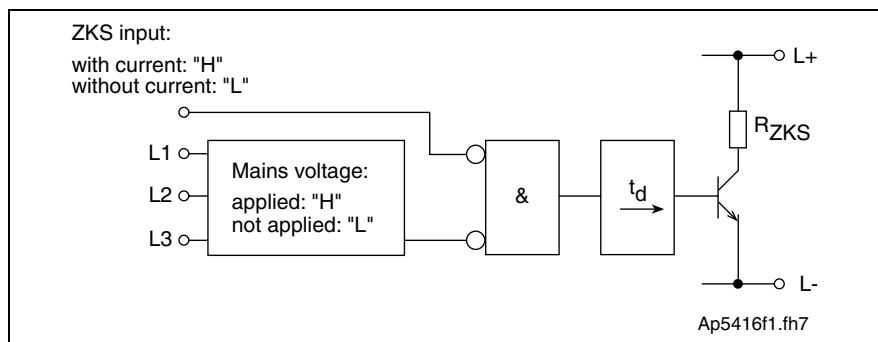 ZKS input:
with current: "H"
without current: "L"
L1
L2
L3
Mains voltage:
applied: "H"
not applied: "L"
&
td
L+
RZKS
L-
Ap5416f1.fh7